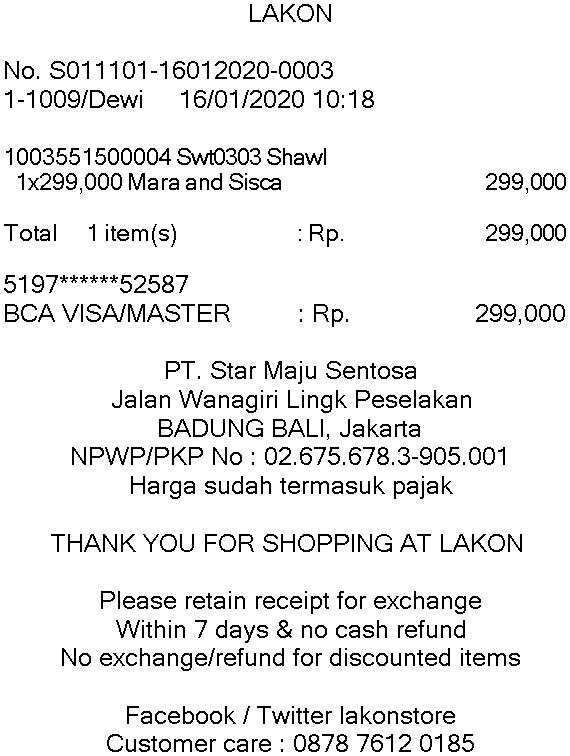 LAKON
No. S011101-16012020-0003
1-1009/Dewi 16/01/2020 10:18
1003551500004 Swt0303 Shawl
1x299,000 Mara and Sisca 299,000
Total 1 item(s) : Rp. 299,000
5197******52587
BCA VISA/MASTER : Rp. 299,000
PT. Star Maju Sentosa
Jalan Wanagiri Lingk Peselakan
BADUNG BALI, Jakarta
NPWP/PKP No : 02.675.678.3-905.001
Harga sudah termasuk pajak
THANK YOU FOR SHOPPING AT LAKON
Please retain receipt for exchange
Within 7 days & no cash refund
No exchange/refund for discounted items
Facebook / Twitter lakonstore
Customer care : 0878 7612 0185